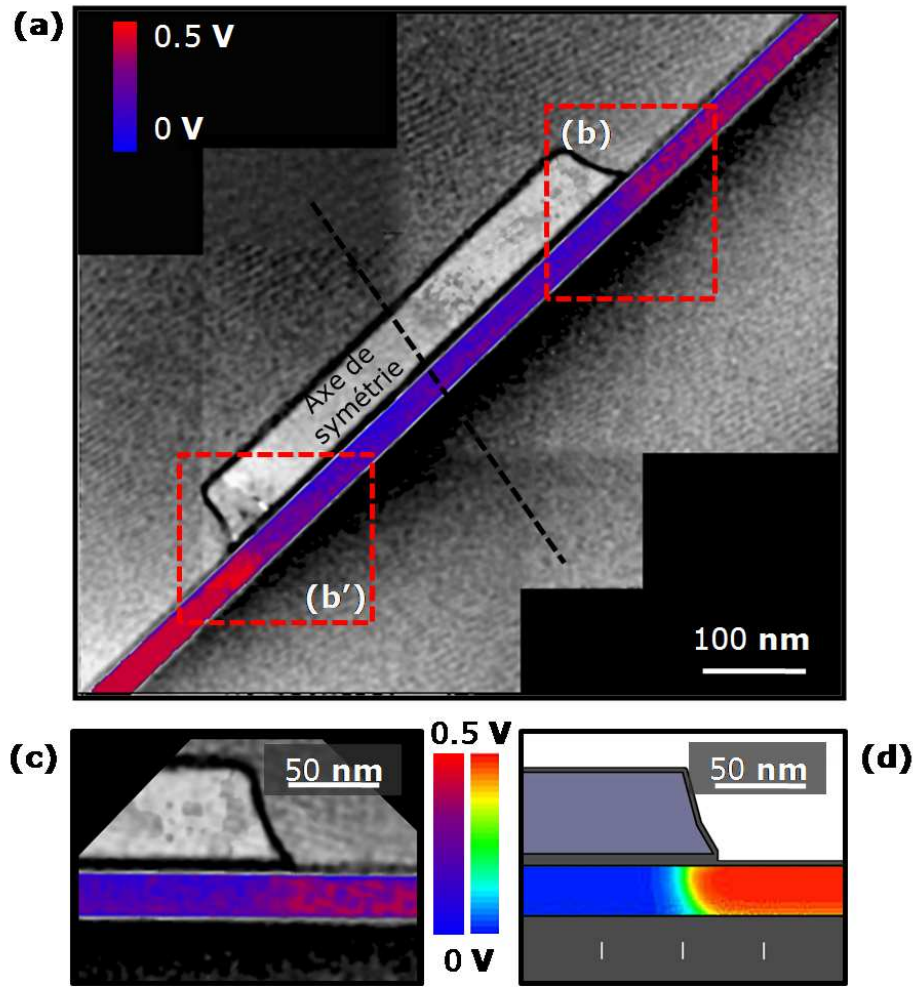 (a)
0.5 V
0 V
(b)
Axe de
symétrie
(b')
100 nm
(c)
50 nm
0.5 V
0 V
50 nm
(d)